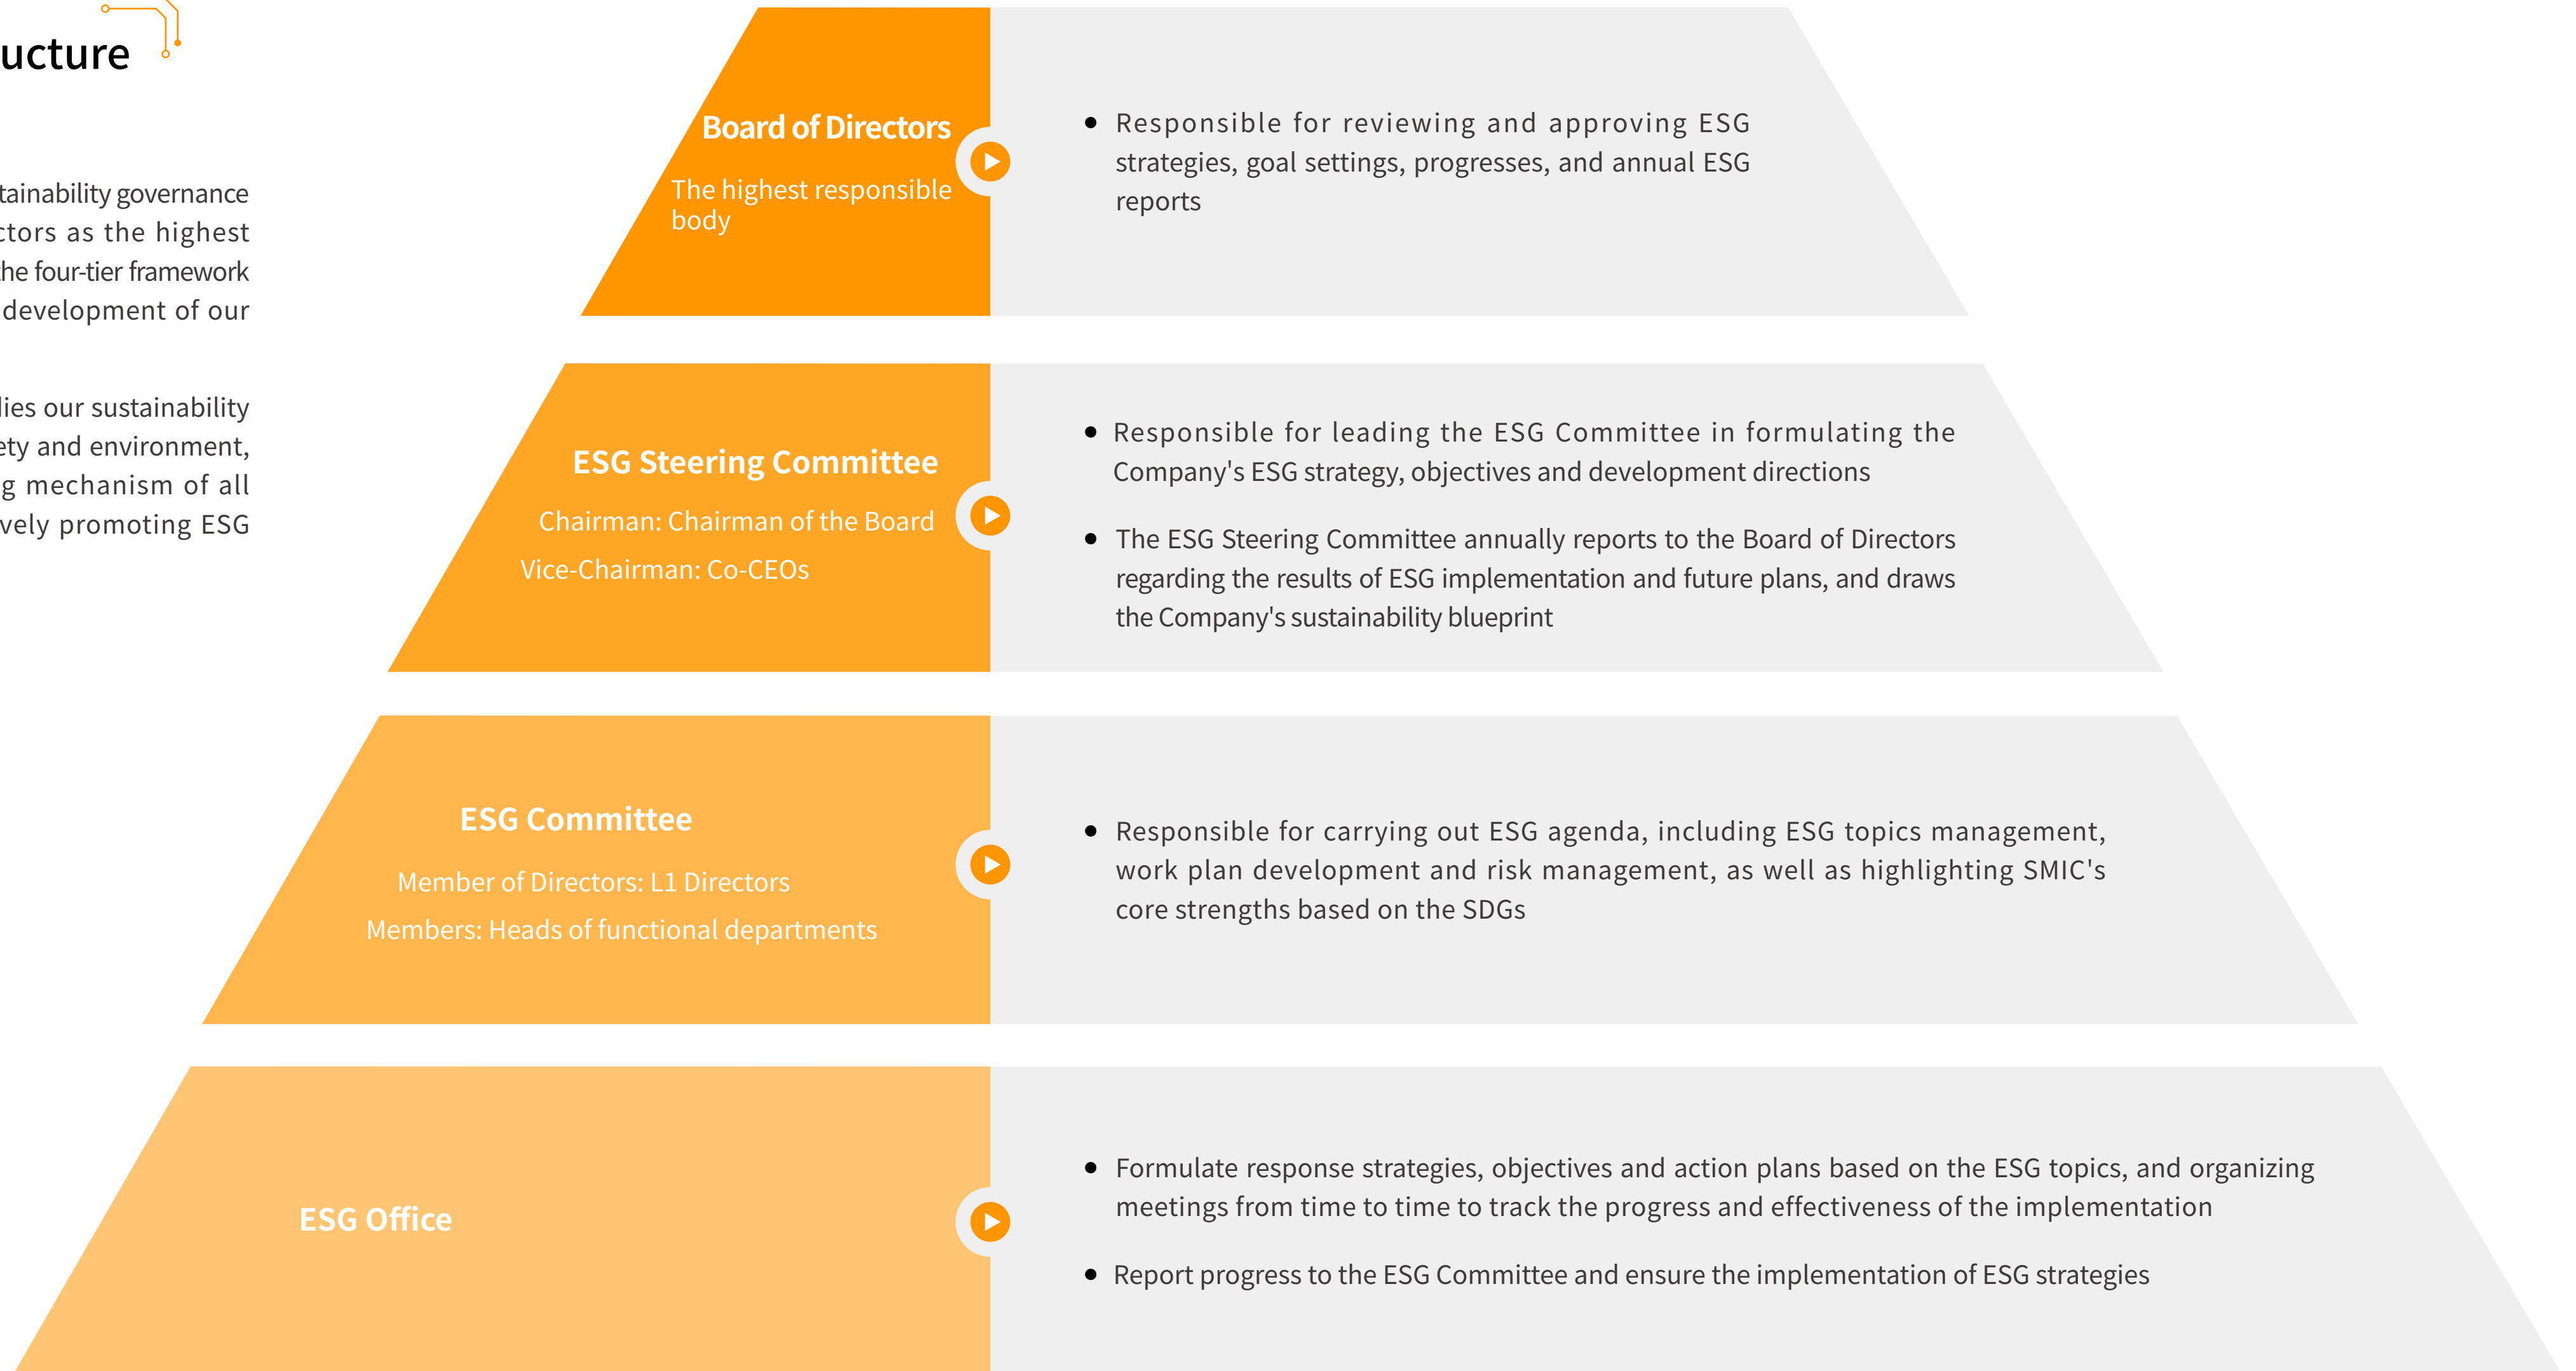 ucture
tainability governance
ctors as the highest
the four-tier framework
development of our
lies our sustainability
ety and environment,
g mechanism of all
vely promoting ESG
Board of Directors
The highest responsible
body
• Responsible for reviewing and approving ESG
strategies, goal settings, progresses, and annual ESG
reports
ESG Steering Committee
Chairman: Chairman of the Board
Vice-Chairman: Co-CEOs
• Responsible for leading the ESG Committee in formulating the
Company's ESG strategy, objectives and development directions
• The ESG Steering Committee annually reports to the Board of Directors
regarding the results of ESG implementation and future plans, and draws
the Company's sustainability blueprint
ESG Committee
Member of Directors: L1 Directors
Members: Heads of functional departments
• Responsible for carrying out ESG agenda, including ESG topics management,
work plan development and risk management, as well as highlighting SMIC's
core strengths based on the SDGs
ESG Office
• Formulate response strategies, objectives and action plans based on the ESG topics, and organizing
meetings from time to time to track the progress and effectiveness of the implementation
• Report progress to the ESG Committee and ensure the implementation of ESG strategies